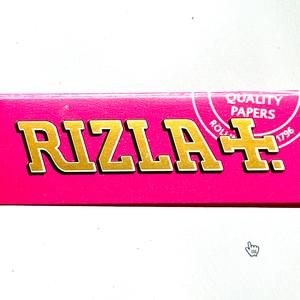 QUALITY
PAPERS
RIZLA+.
1796